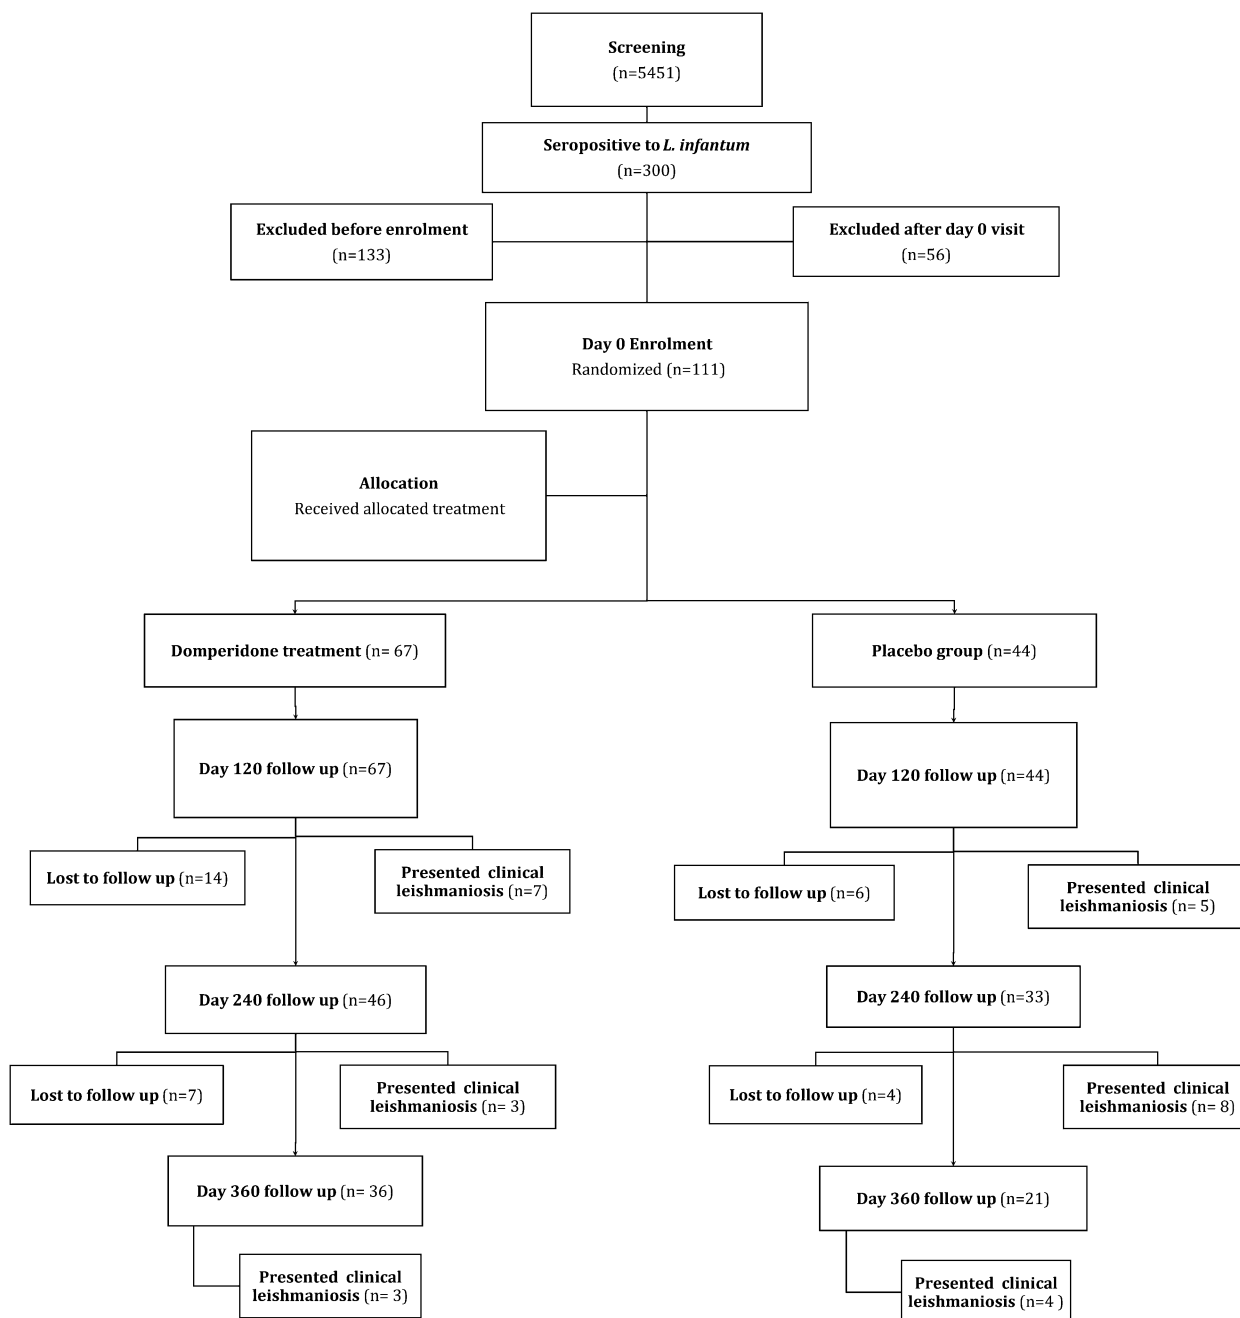 Screening
(n=5451)
Seropositive to L. infantum
(n=300)
Excluded before enrolment
(n=133)
Excluded after day 0 visit
(n=56)
Day 0 Enrolment
Randomized (n=111)
Allocation
Received allocated treatment
Domperidone treatment (n= 67)
Placebo group (n=44)
Day 120 follow up (n=67)
Day 120 follow up (n=44)
Lost to follow up (n=14)
Presented clinical
leishmaniosis (n=7)
Lost to follow up (n=6)
Presented clinical
leishmaniosis (n= 5)
Day 240 follow up (n=46)
Day 240 follow up (n=33)
Lost to follow up (n=7)
Presented clinical
leishmaniosis (n= 3)
Lost to follow up (n=4)
Presented clinical
leishmaniosis (n= 8)
Day 360 follow up (n= 36)
Day 360 follow up (n=21)
Presented clinical
leishmaniosis (n= 3)
Presented clinical
leishmaniosis (n=4 )